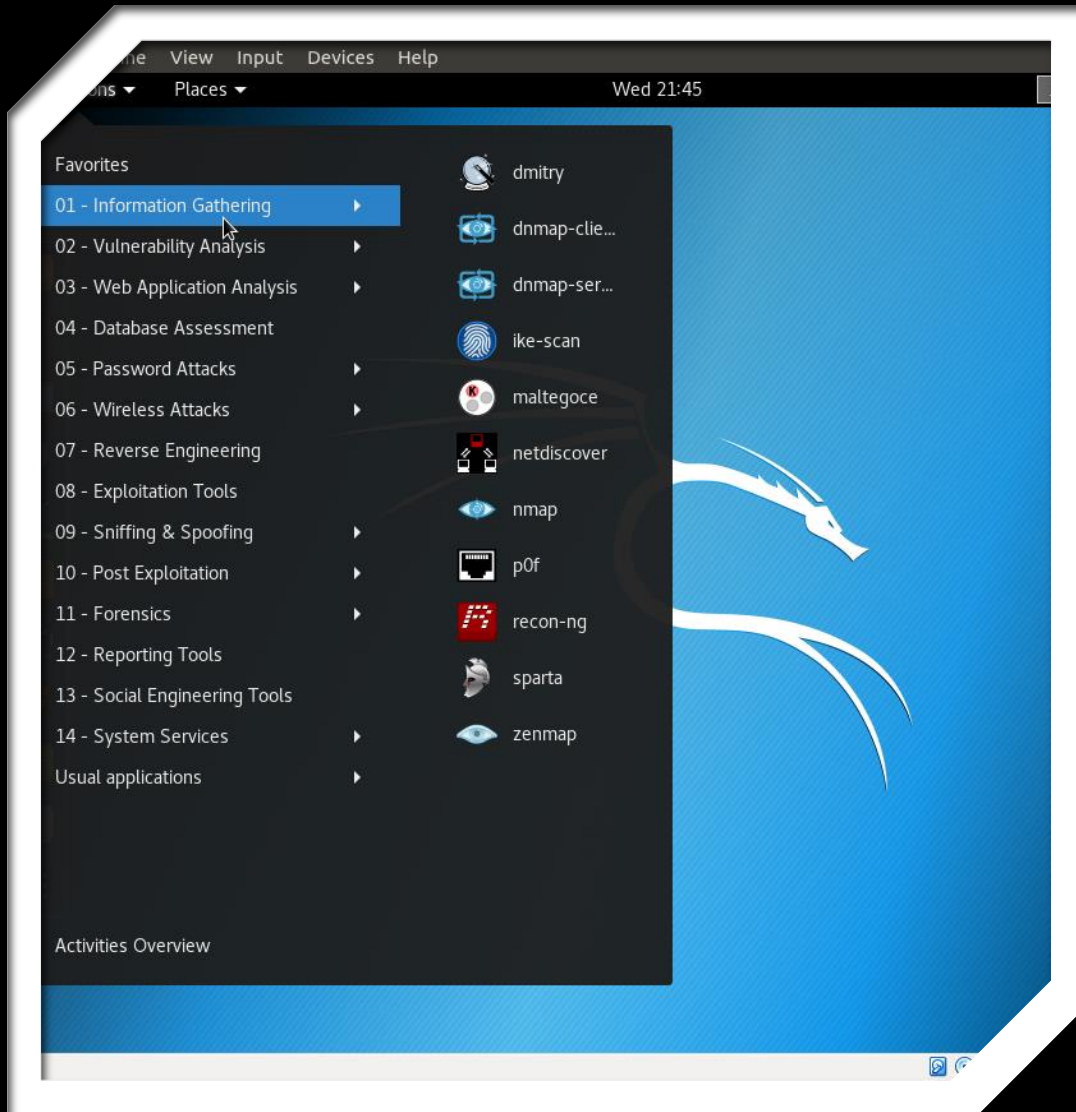 View Input Devices Help
Places Wed 21:45
Favorites
01 - Information Gathering
02 - Vulnerability Analysis
03 - Web Application Analysis
04 - Database Assessment
05 - Password Attacks
06 - Wireless Attacks
07 - Reverse Engineering
08 - Exploitation Tools
09 - Sniffing & Spoofing
10 - Post Exploitation
11 - Forensics
12 - Reporting Tools
13 - Social Engineering Tools
14 - System Services
Usual applications
Activities Overview
dmitry
dnmap-clie...
dnmap-ser...
ike-scan
maltegoce
netdiscover
nmap
p0f
recon-ng
sparta
zenmap